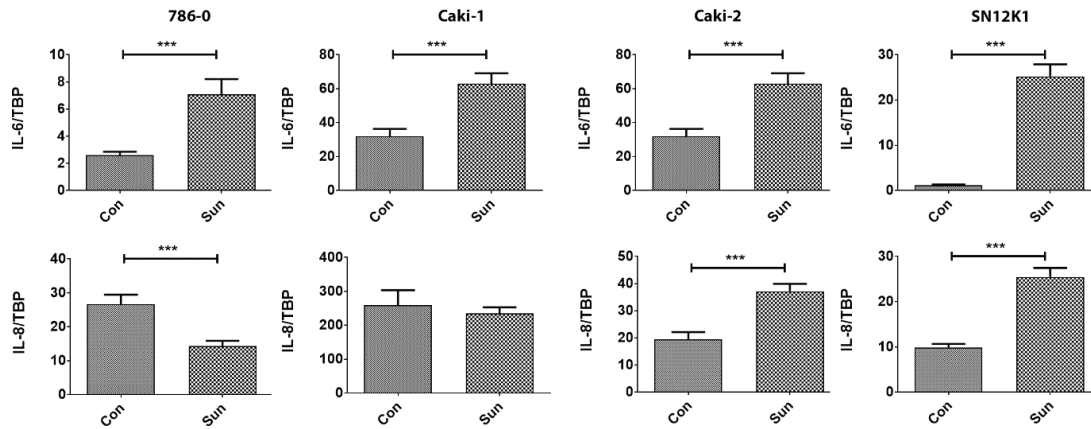 786-0
Caki-1
Caki-2
SN12K1
IL-6/TBP
10
8
6
4
2
0
***
Con
Sun
IL-6/TBP
80
60
40
20
0
***
Con
Sun
IL-6/TBP
80
60
40
20
0
***
Con
Sun
IL-6/TBP
30
20
10
0
***
Con
Sun
IL-8/TBP
40
30
20
10
0
***
Con
Sun
IL-8/TBP
400
300
200
100
0
Con
Sun
IL-8/TBP
50
40
30
20
10
0
***
Con
Sun
IL-8/TBP
30
20
10
0
***
Con
Sun